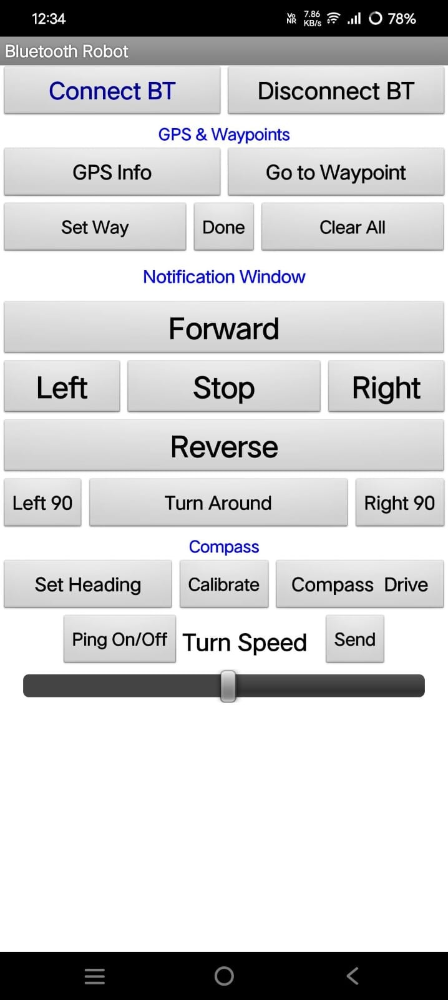 12:34 Vo NR 7.86 KB/s 78%
Bluetooth Robot
Connect BT Disconnect BT
GPS & Waypoints
GPS Info Go to Waypoint
Set Way Done Clear All
Notification Window
Forward
Left Stop Right
Reverse
Left 90 Turn Around Right 90
Compass
Set Heading Calibrate Compass  Drive
Ping On/Off Turn Speed Send